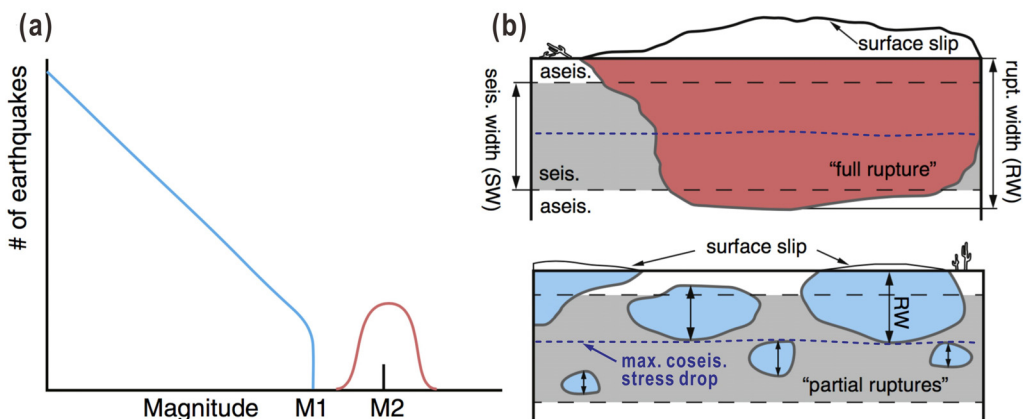 (a)
# of earthquakes
Magnitude
M1
M2
(b)
surface slip
aseis.
seis. width (SW)
seis.
aseis.
"full rupture"
rupt. width (RW)
surface slip
RW
max. coseis.
stress drop
"partial ruptures"